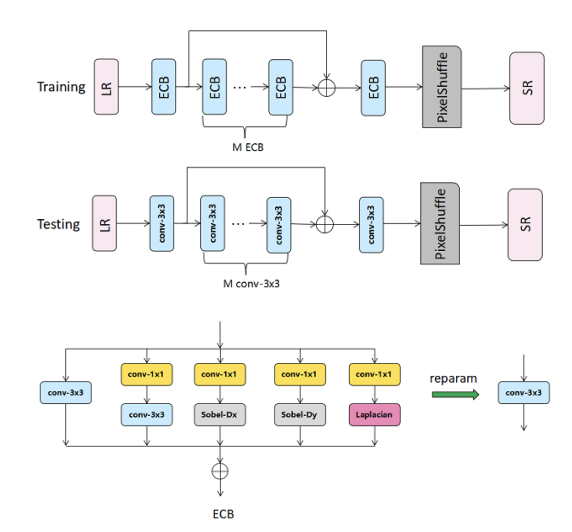 Training
LR
ECB
ECB
...
ECB
ECB
PixelShuffle
SR
M ECB
Testing
LR
conv-3x3
conv-3x3
...
conv-3x3
conv-3x3
PixelShuffle
SR
M conv-3x3
conv-1x1
conv-1x1
conv-1x1
conv-1x1
reparam
conv-3x3
conv-3x3
Sobel-Dx
Sobel-Dy
Laplacian
conv-3x3
ECB